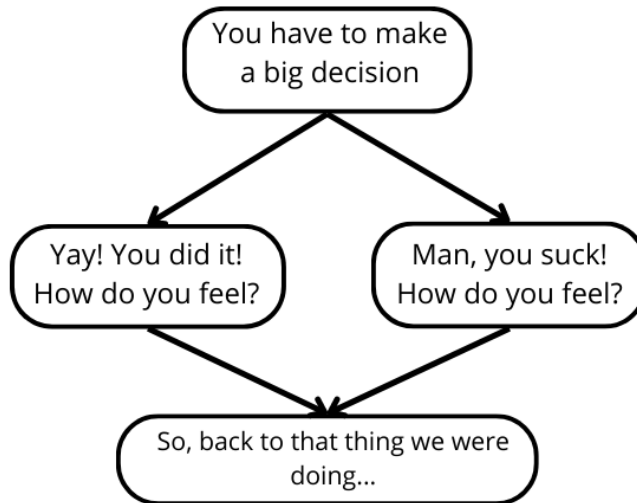 You have to make
a big decision
Yay! You did it!
How do you feel?
Man, you suck!
How do you feel?
So, back to that thing we were
doing...